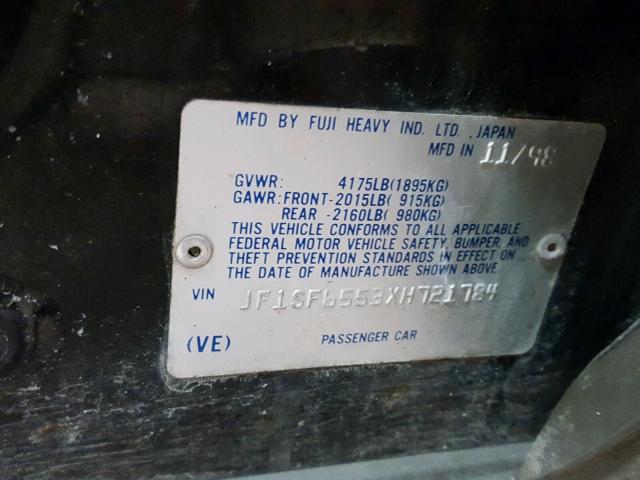 MFD BY FUJI HEAVY IND. LTD. , JAPAN
MFD IN 11/98
GVWR: 4175LB(1895KG)
GAWR:FRONT-2015LB( 915KG)
REAR -2160LB( 980KG)
THIS VEHICLE CONFORMS TO ALL APPLICABLE
FEDERAL MOTOR VEHICLE SAFETY, BUMPER, AND
THEFT PREVENTION STANDARDS IN EFFECT ON
THE DATE OF MANUFACTURE SHOWN ABOVE
VIN JF1SF6553XH721784
(VE) PASSENGER CAR